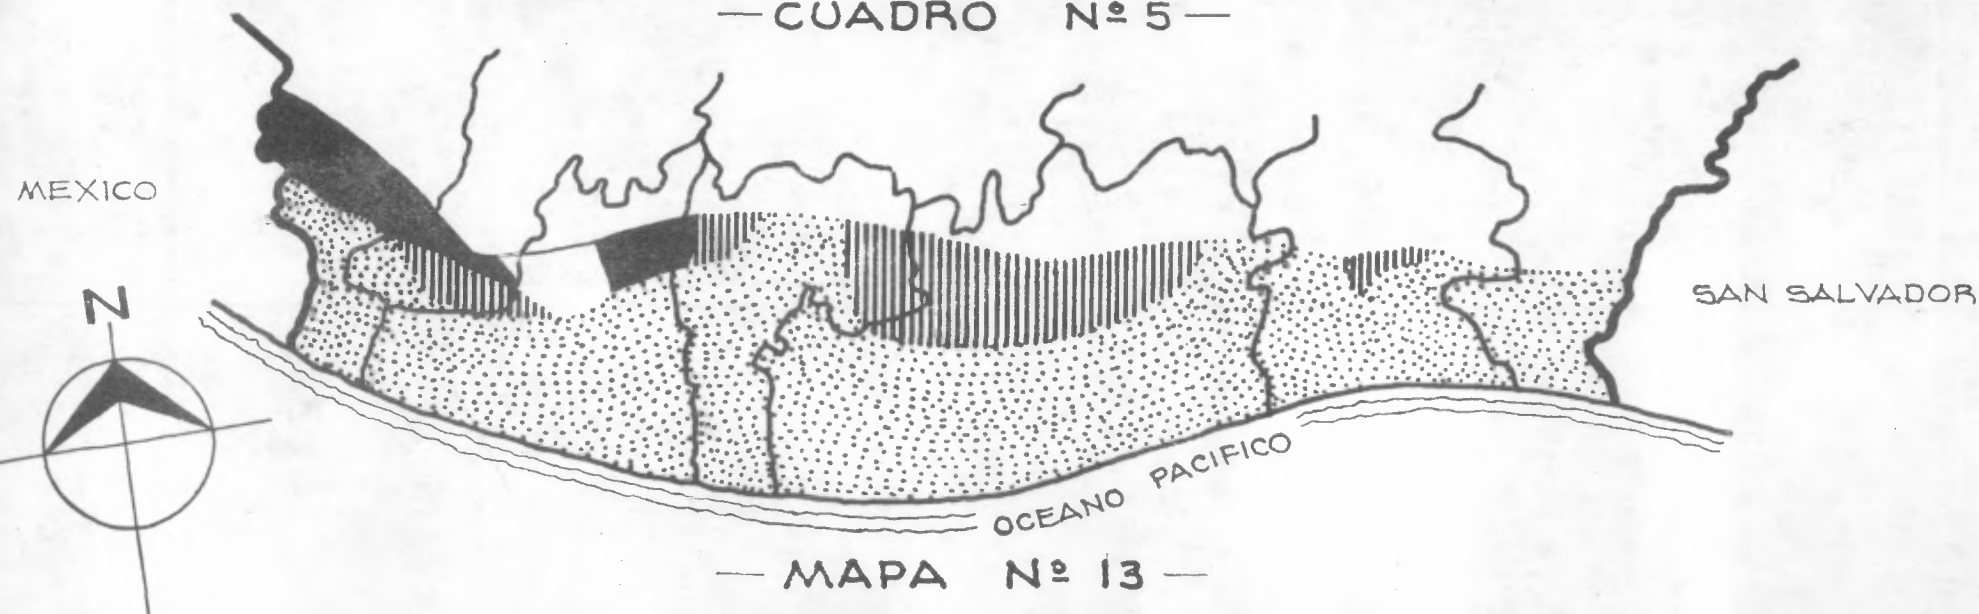 — CUADRO Nº 5 —
MEXICO
N
SAN SALVADOR
OCEANO PACIFICO
— MAPA Nº 13 —